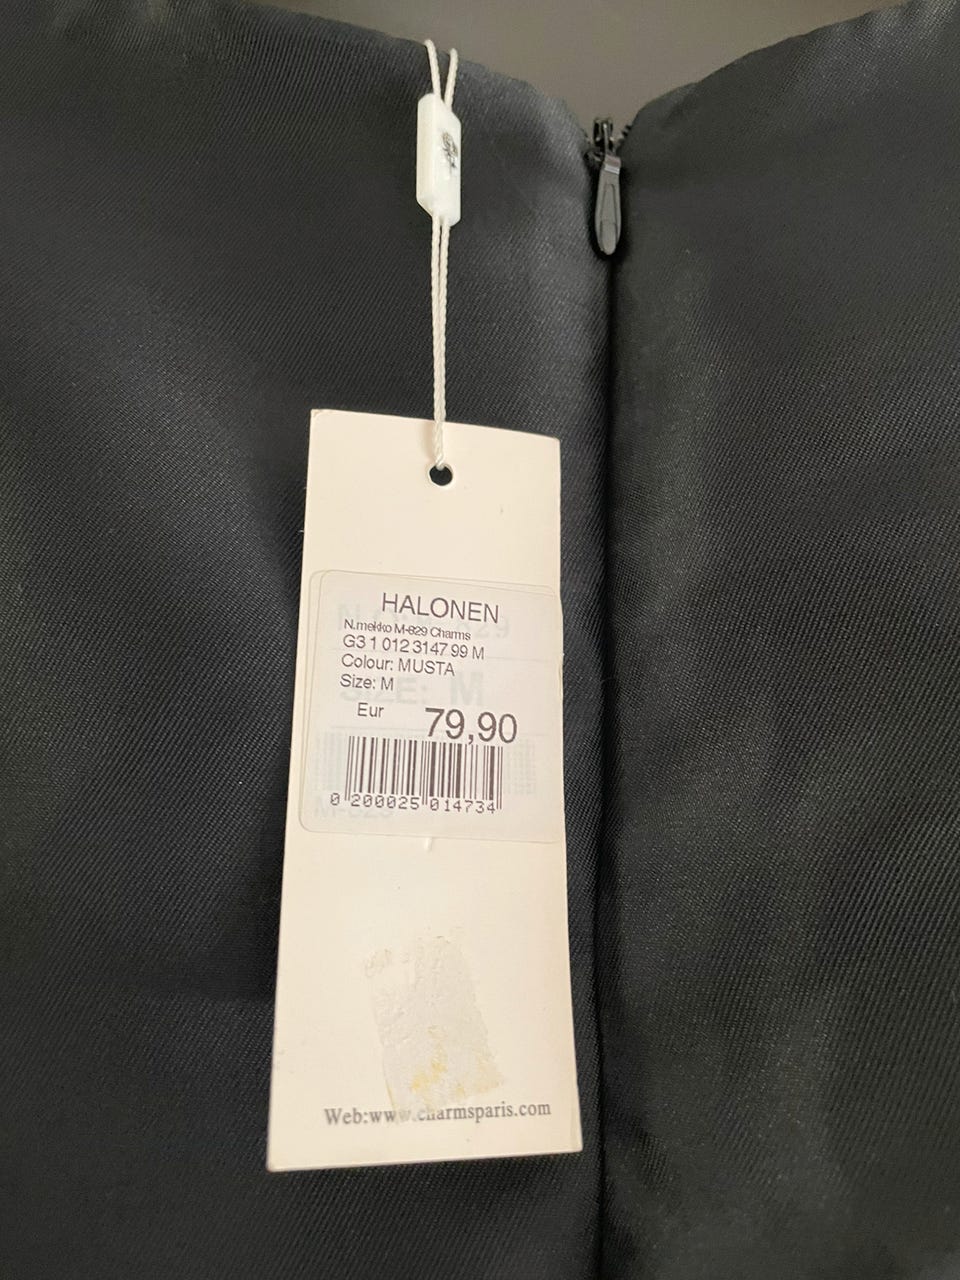 HALONEN
N.mekko M-829 Charms
G3 1 012 3147 99 M
Colour: MUSTA
Size: M
Eur 79,90
0 200025 014734
SIZE: M
Web:www.charmsparis.com